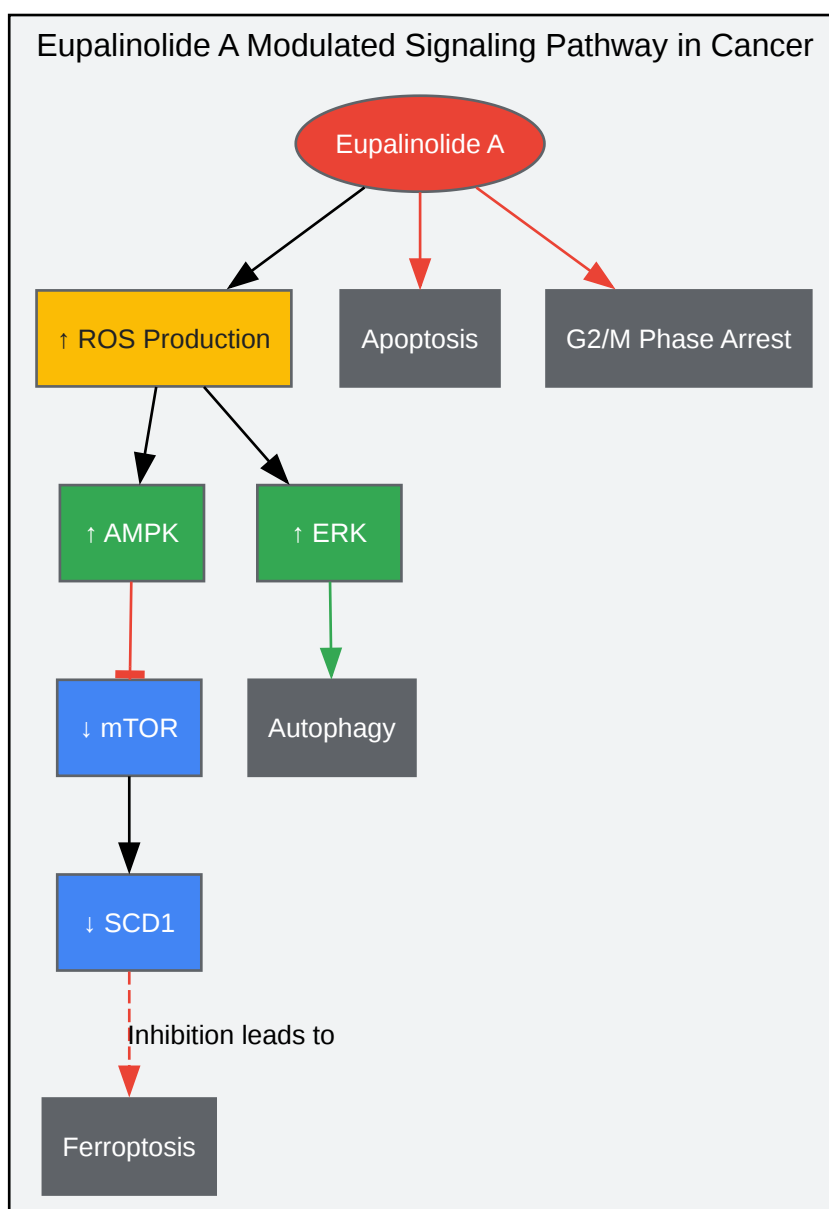 Eupalinolide A Modulated Signaling Pathway in Cancer
Eupalinolide A
↑ ROS Production
Apoptosis
G2/M Phase Arrest
↑ AMPK
↑ ERK
↓ mTOR
Autophagy
↓ SCD1
Inhibition leads to
Ferroptosis